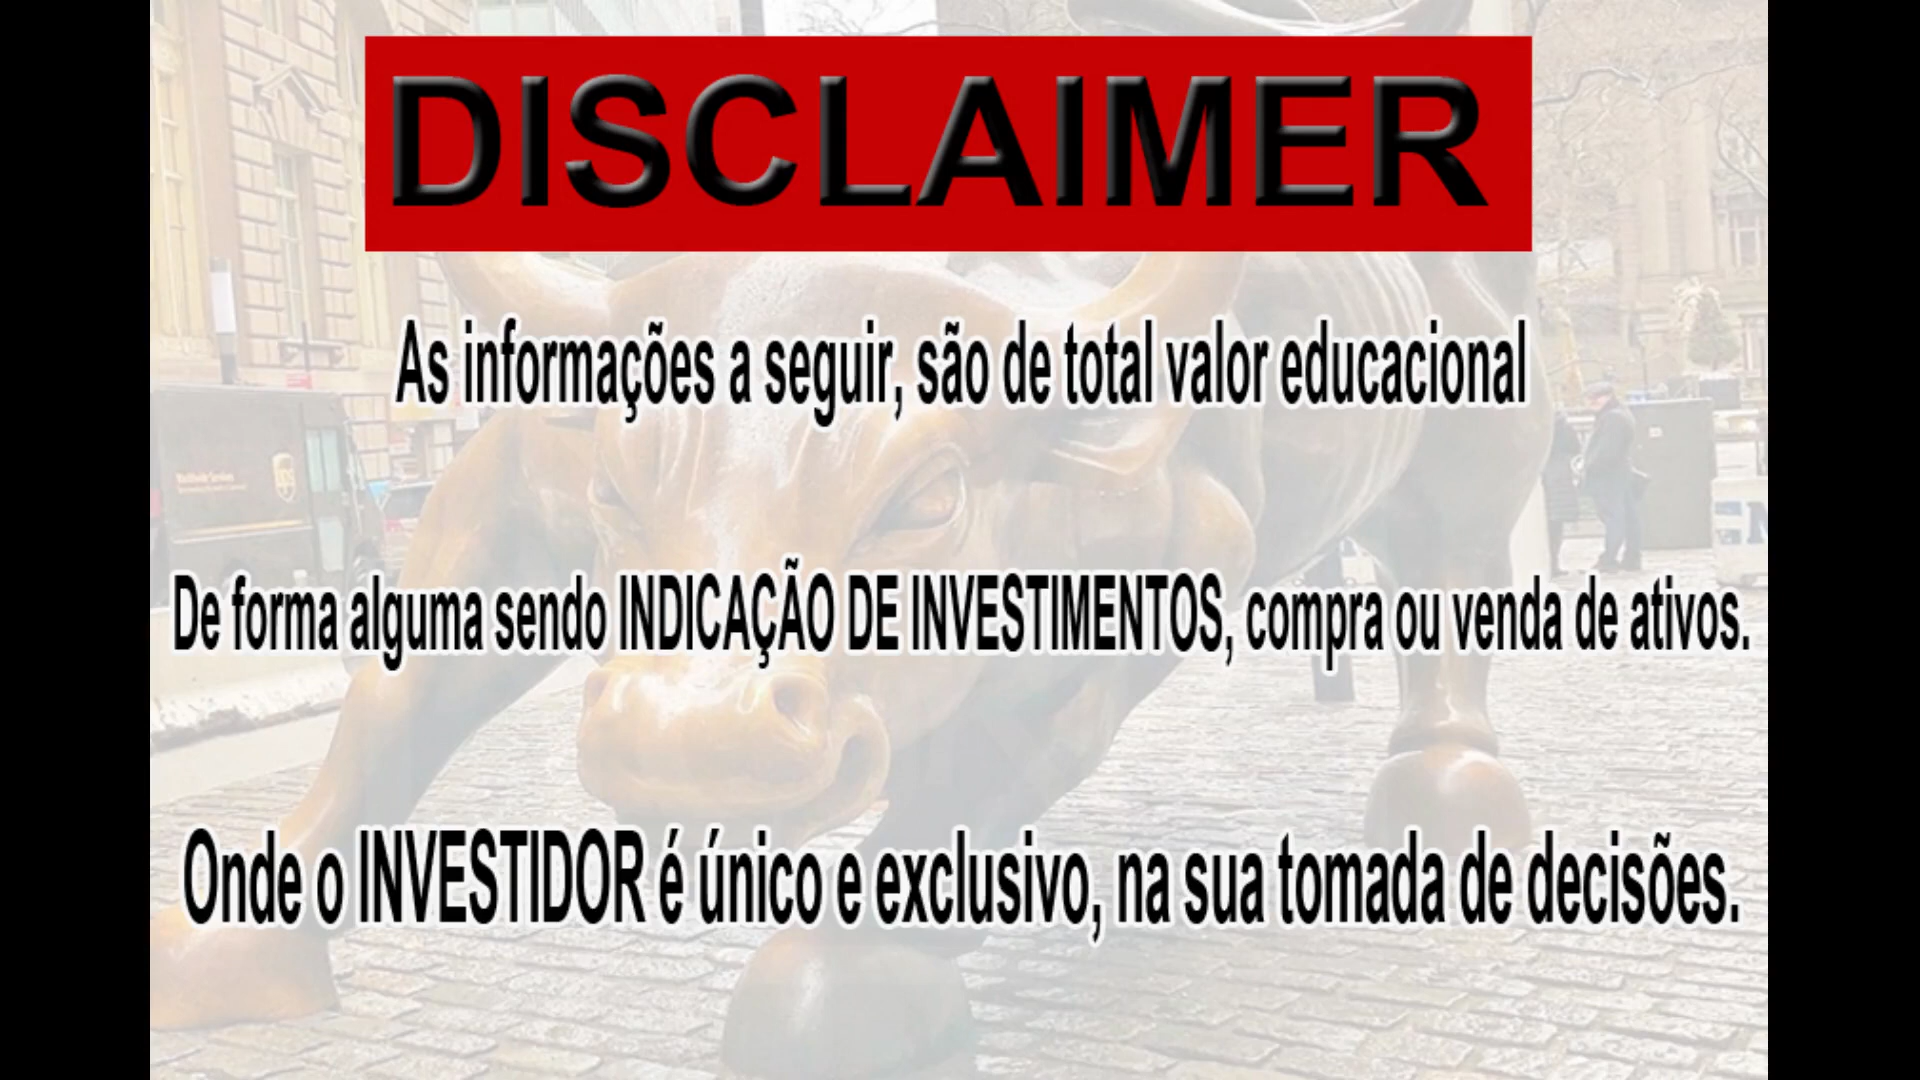 DISCLAIMER
As informações a seguir, são de total valor educacional
De forma alguma sendo INDICAÇÃO DE INVESTIMENTOS, compra ou venda de ativos.
Onde o INVESTIDOR é único e exclusivo, na sua tomada de decisões.